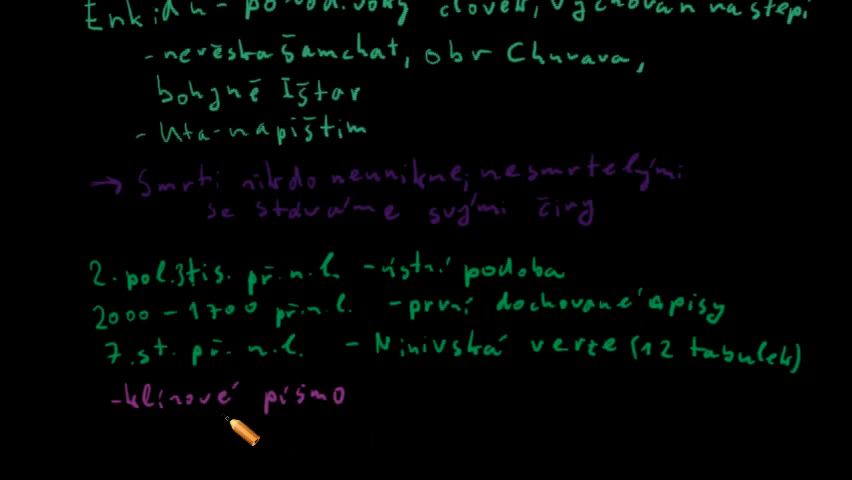 Enkidu - původ. divoký člověk, vychován na stepi
- nevěstka Šamchat, obr Chuvava,
bohyně Ištar
- Uta-napištim
→ Smrti nikdo neunikne, nesmrtelnými
se stáváme svými činy
2. pol. 3 tis. př. n. l. - ústní podoba
2000 - 1700 př. n. l. - první dochované zápisy
7. st. př. n. l. - Ninivská verze (12 tabulek)
- klínové písmo